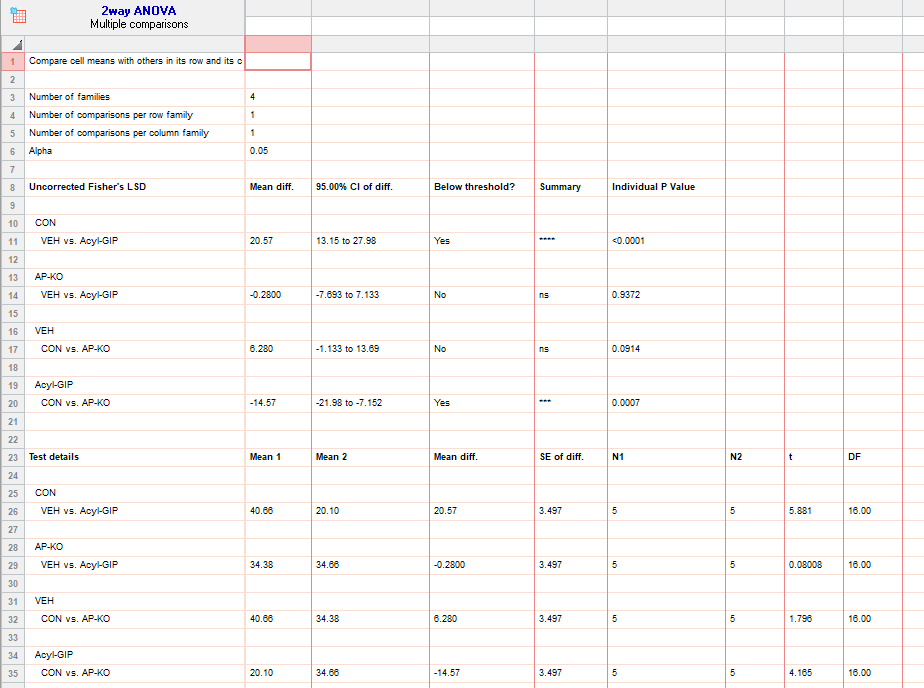 2way ANOVA
Multiple comparisons
1 Compare cell means with others in its row and its c
2
3 Number of families 4
4 Number of comparisons per row family 1
5 Number of comparisons per column family 1
6 Alpha 0.05
7
8 Uncorrected Fisher's LSD Mean diff. 95.00% CI of diff. Below threshold? Summary Individual P Value
9
10 CON
11 VEH vs. Acyl-GIP 20.57 13.15 to 27.98 Yes **** <0.0001
12
13 AP-KO
14 VEH vs. Acyl-GIP -0.2800 -7.693 to 7.133 No ns 0.9372
15
16 VEH
17 CON vs. AP-KO 6.280 -1.133 to 13.69 No ns 0.0914
18
19 Acyl-GIP
20 CON vs. AP-KO -14.57 -21.98 to -7.152 Yes *** 0.0007
21
22
23 Test details Mean 1 Mean 2 Mean diff. SE of diff. N1 N2 t DF
24
25 CON
26 VEH vs. Acyl-GIP 40.66 20.10 20.57 3.497 5 5 5.881 16.00
27
28 AP-KO
29 VEH vs. Acyl-GIP 34.38 34.66 -0.2800 3.497 5 5 0.08008 16.00
30
31 VEH
32 CON vs. AP-KO 40.66 34.38 6.280 3.497 5 5 1.796 16.00
33
34 Acyl-GIP
35 CON vs. AP-KO 20.10 34.66 -14.57 3.497 5 5 4.165 16.00